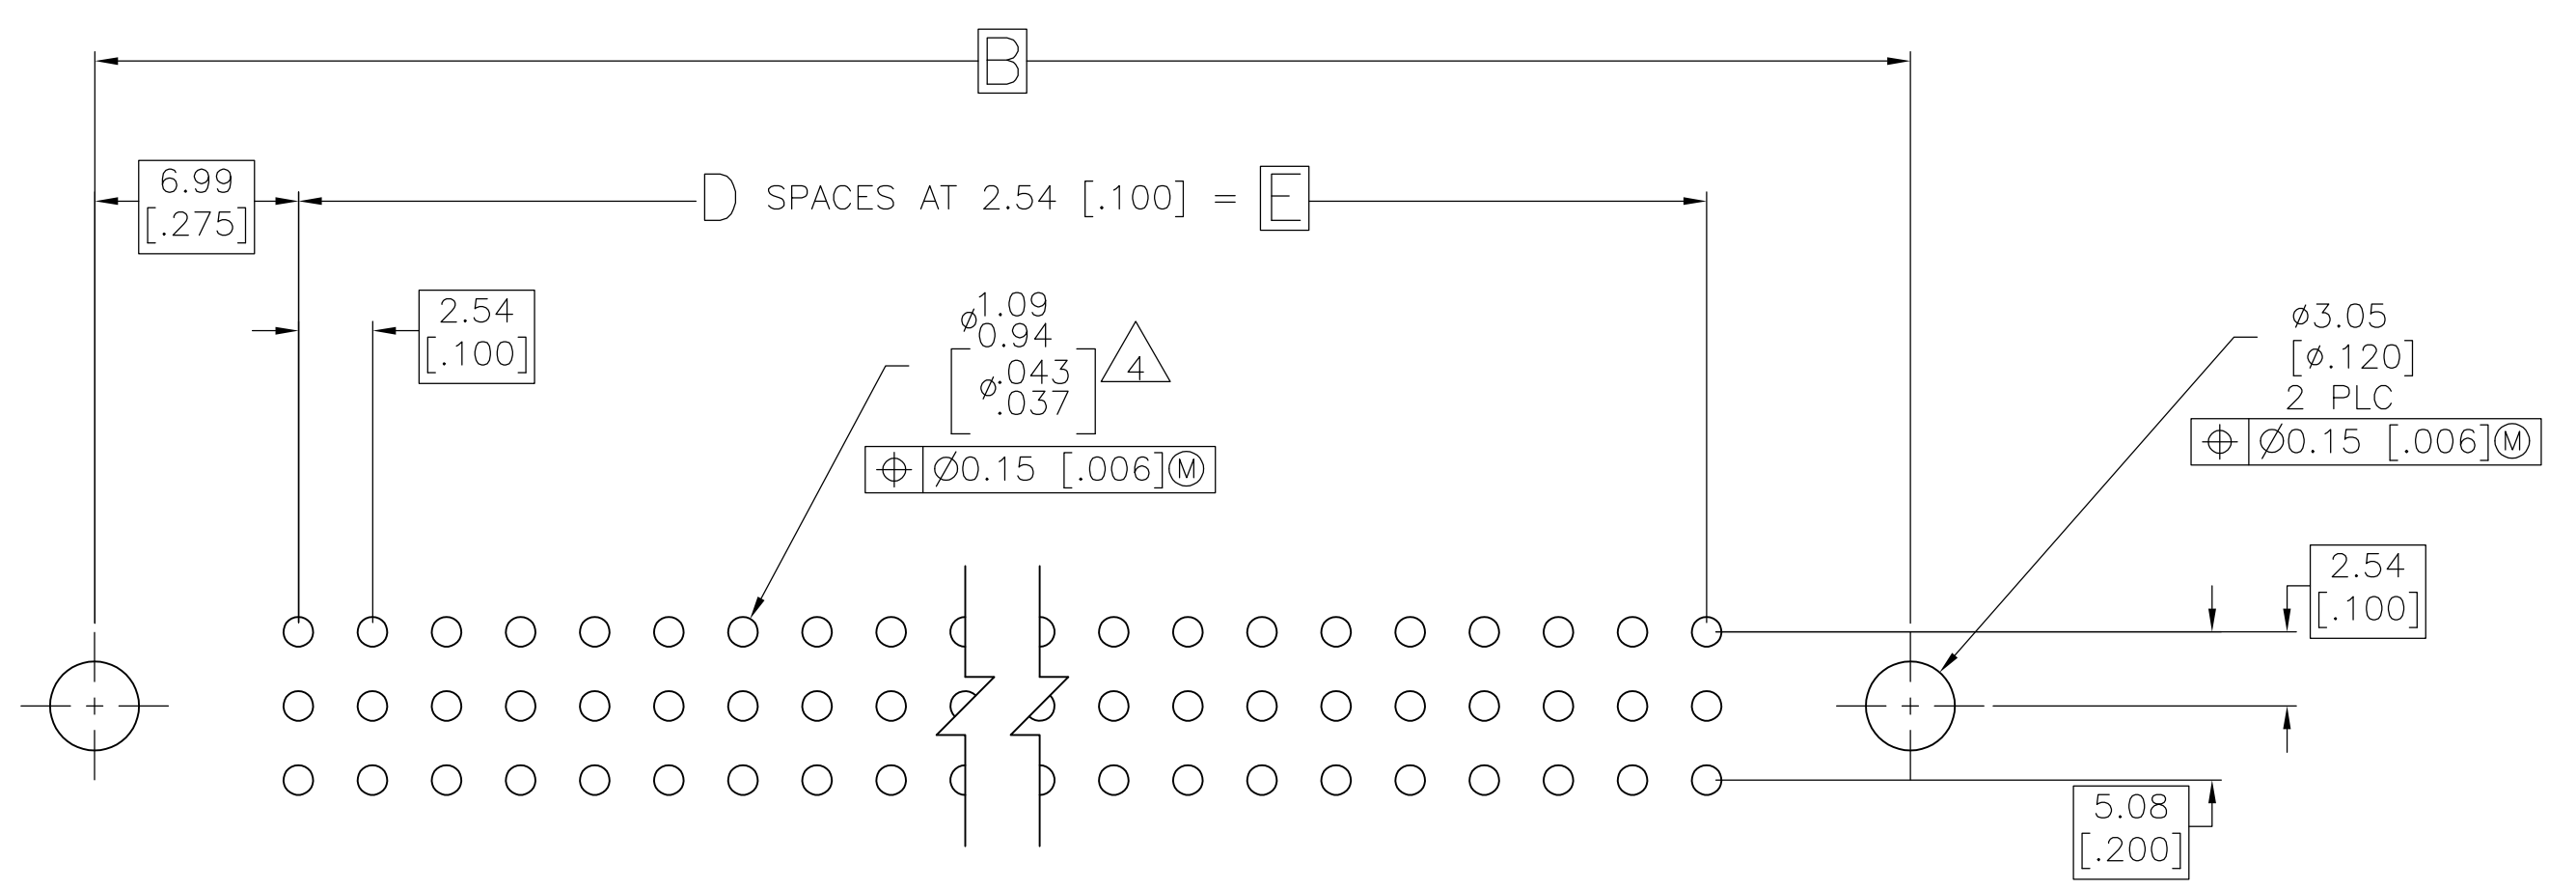 B
6.99
[.275]
D SPACES AT 2.54 [.100] = E
2.54
[.100]
ø1.09
0.94
[ø.043
.037]
4
⌖ Ø0.15 [.006]Ⓜ
ø3.05
[ø.120]
2 PLC
⌖ Ø0.15 [.006]Ⓜ
2.54
[.100]
5.08
[.200]